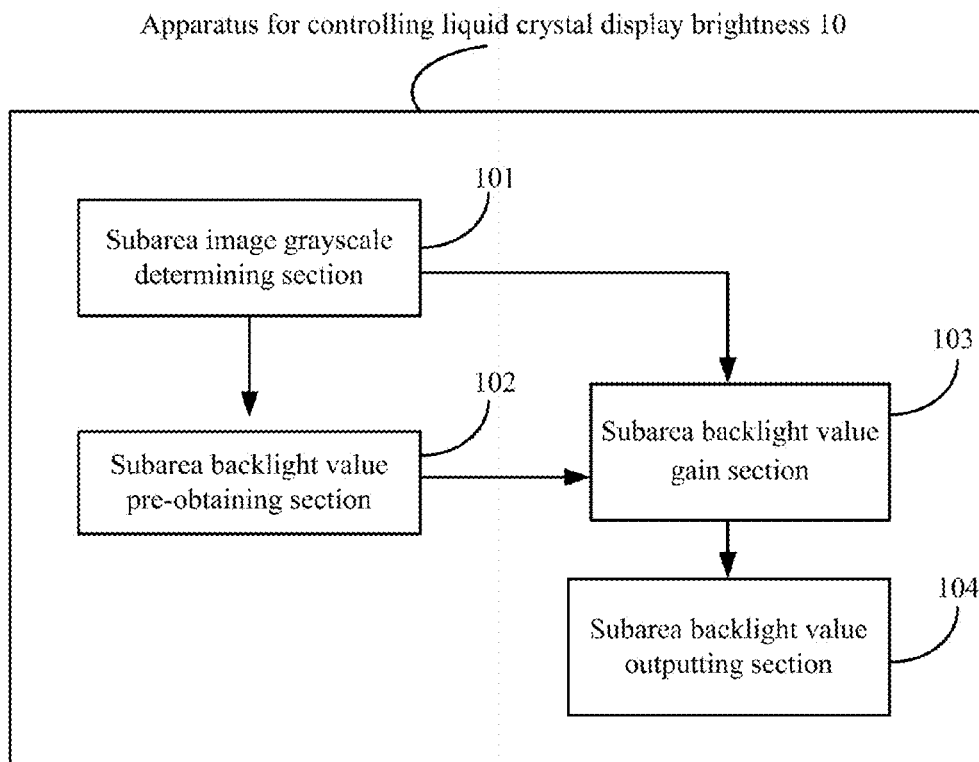 Apparatus for controlling liquid crystal display brightness 10
101
Subarea image grayscale
determining section
103
102
Subarea backlight value
gain section
Subarea backlight value
pre-obtaining section
104
Subarea backlight value
outputting section